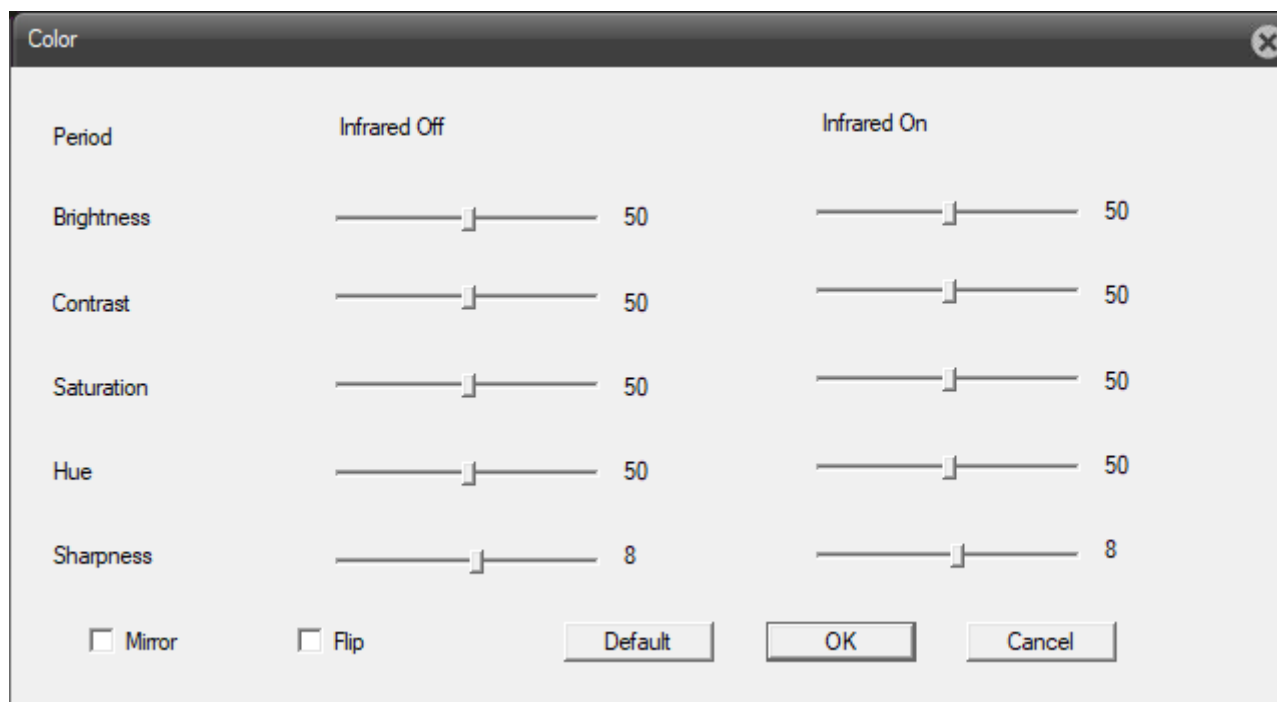 Color
Period Infrared Off Infrared On
Brightness 50 50
Contrast 50 50
Saturation 50 50
Hue 50 50
Sharpness 8 8
Mirror Flip Default OK Cancel